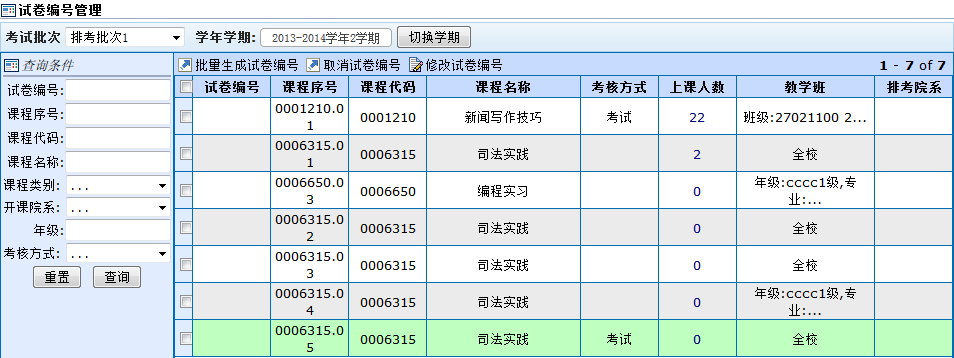 试卷编号管理
考试批次 排考批次1 学年学期: 2013-2014学年2学期 切换学期
查询条件
试卷编号:
课程序号:
课程代码:
课程名称:
课程类别: ...
开课院系: ...
年级:
考核方式: ...
重置 查询
批量生成试卷编号 取消试卷编号 修改试卷编号 1 - 7 of 7
试卷编号 课程序号 课程代码 课程名称 考核方式 上课人数 教学班 排考院系
0001210.01 0001210 新闻写作技巧 考试 22 班级:27021100 2...
0006315.01 0006315 司法实践 2 全校
0006650.03 0006650 编程实习 0 年级:cccc1级,专业:...
0006315.02 0006315 司法实践 0 全校
0006315.03 0006315 司法实践 0 全校
0006315.04 0006315 司法实践 0 年级:cccc1级,专业:...
0006315.05 0006315 司法实践 考试 0 全校